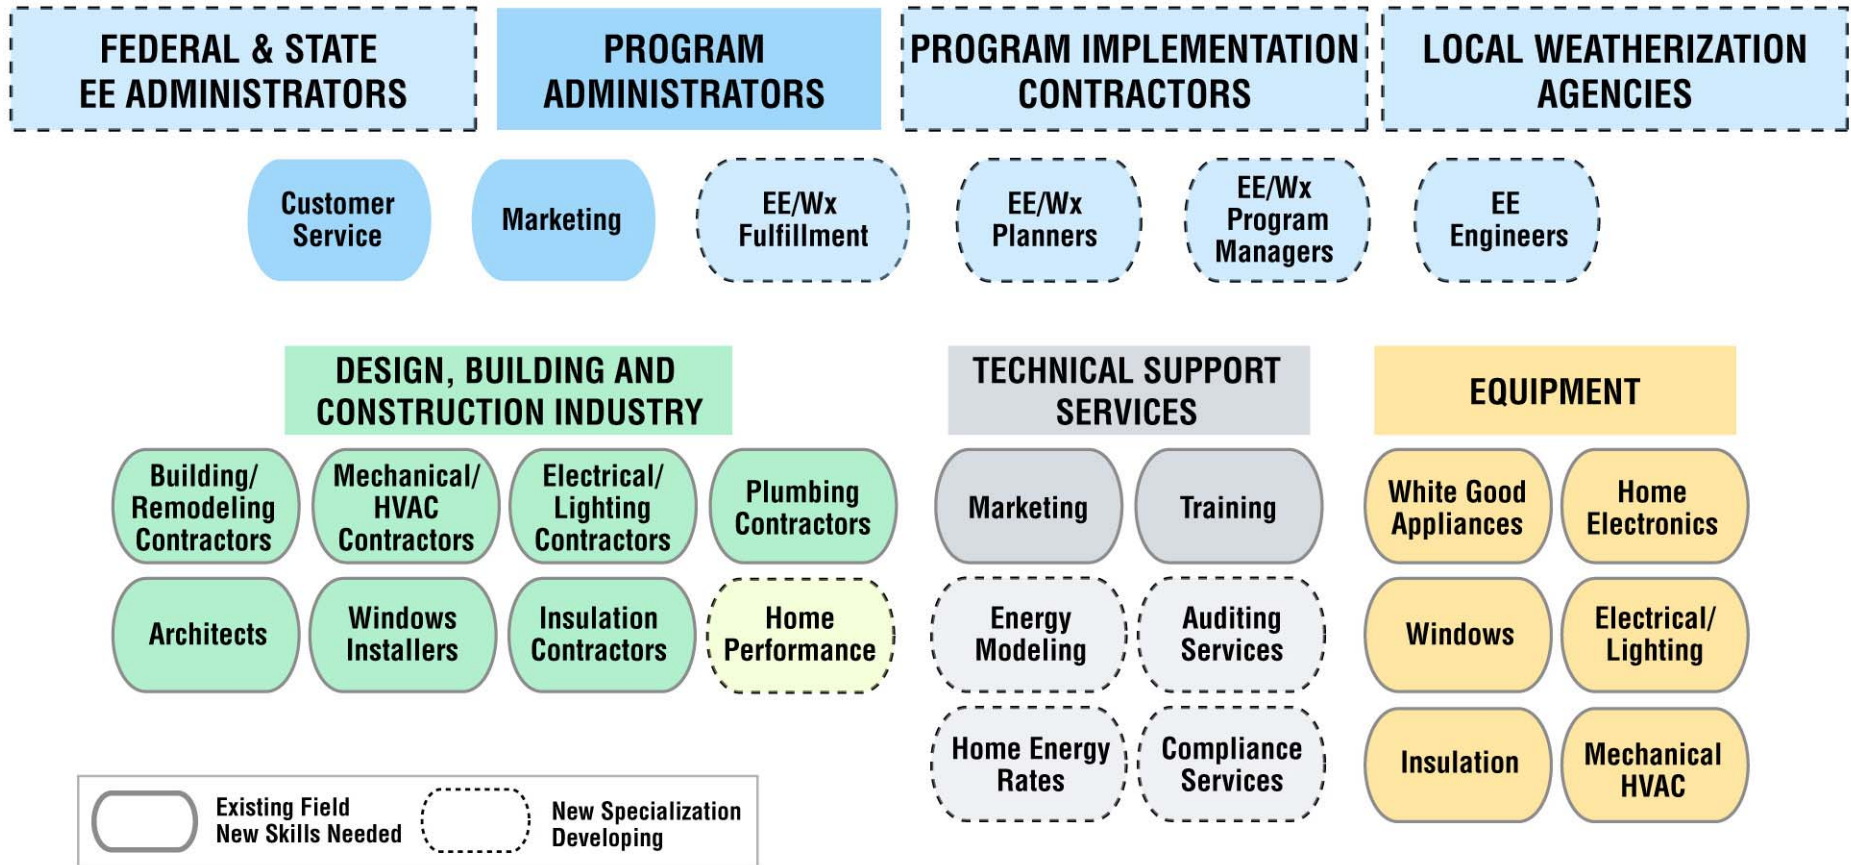 FEDERAL & STATE
EE ADMINISTRATORS
PROGRAM
ADMINISTRATORS
PROGRAM IMPLEMENTATION
CONTRACTORS
LOCAL WEATHERIZATION
AGENCIES
Customer
Service
Marketing
EE/Wx
Fulfillment
EE/Wx
Planners
EE/Wx
Program
Managers
EE
Engineers
DESIGN, BUILDING AND
CONSTRUCTION INDUSTRY
Building/
Remodeling
Contractors
Mechanical/
HVAC
Contractors
Electrical/
Lighting
Contractors
Plumbing
Contractors
Architects
Windows
Installers
Insulation
Contractors
Home
Performance
TECHNICAL SUPPORT
SERVICES
Marketing
Training
Energy
Modeling
Auditing
Services
Home Energy
Rates
Compliance
Services
EQUIPMENT
White Good
Appliances
Home
Electronics
Windows
Electrical/
Lighting
Insulation
Mechanical
HVAC
Existing Field
New Skills Needed
New Specialization
Developing